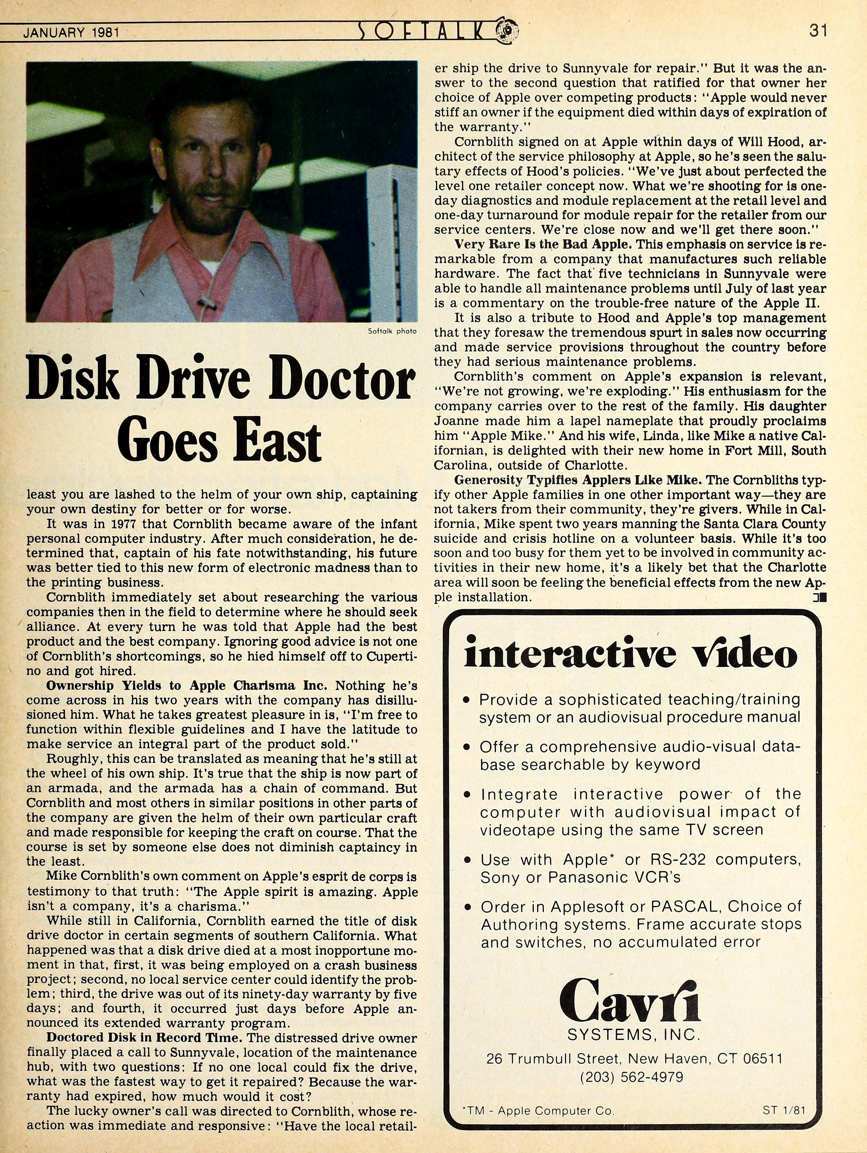 JANUARY 1981
SOFTALK
31
Softalk photo
Disk Drive Doctor
Goes East
least you are lashed to the helm of your own ship, captaining
your own destiny for better or for worse.
It was in 1977 that Cornblith became aware of the infant
personal computer industry. After much consideration, he de-
termined that, captain of his fate notwithstanding, his future
was better tied to this new form of electronic madness than to
the printing business.
Cornblith immediately set about researching the various
companies then in the field to determine where he should seek
alliance. At every turn he was told that Apple had the best
product and the best company. Ignoring good advice is not one
of Cornblith's shortcomings, so he hied himself off to Cuperti-
no and got hired.
Ownership Yields to Apple Charisma Inc. Nothing he's
come across in his two years with the company has disillu-
sioned him. What he takes greatest pleasure in is, "I'm free to
function within flexible guidelines and I have the latitude to
make service an integral part of the product sold."
Roughly, this can be translated as meaning that he's still at
the wheel of his own ship. It's true that the ship is now part of
an armada, and the armada has a chain of command. But
Cornblith and most others in similar positions in other parts of
the company are given the helm of their own particular craft
and made responsible for keeping the craft on course. That the
course is set by someone else does not diminish captaincy in
the least.
Mike Cornblith's own comment on Apple's esprit de corps is
testimony to that truth: "The Apple spirit is amazing. Apple
isn't a company, it's a charisma."
While still in California, Cornblith earned the title of disk
drive doctor in certain segments of southern California. What
happened was that a disk drive died at a most inopportune mo-
ment in that, first, it was being employed on a crash business
project; second, no local service center could identify the prob-
lem; third, the drive was out of its ninety-day warranty by five
days; and fourth, it occurred just days before Apple an-
nounced its extended warranty program.
Doctored Disk in Record Time. The distressed drive owner
finally placed a call to Sunnyvale, location of the maintenance
hub, with two questions: If no one local could fix the drive,
what was the fastest way to get it repaired? Because the war-
ranty had expired, how much would it cost?
The lucky owner's call was directed to Cornblith, whose re-
action was immediate and responsive: "Have the local retail-
er ship the drive to Sunnyvale for repair." But it was the an-
swer to the second question that ratified for that owner her
choice of Apple over competing products: "Apple would never
stiff an owner if the equipment died within days of expiration of
the warranty."
Cornblith signed on at Apple within days of Will Hood, ar-
chitect of the service philosophy at Apple, so he's seen the salu-
tary effects of Hood's policies. "We've just about perfected the
level one retailer concept now. What we're shooting for is one-
day diagnostics and module replacement at the retail level and
one-day turnaround for module repair for the retailer from our
service centers. We're close now and we'll get there soon."
Very Rare Is the Bad Apple. This emphasis on service is re-
markable from a company that manufactures such reliable
hardware. The fact that five technicians in Sunnyvale were
able to handle all maintenance problems until July of last year
is a commentary on the trouble-free nature of the Apple II.
It is also a tribute to Hood and Apple's top management
that they foresaw the tremendous spurt in sales now occurring
and made service provisions throughout the country before
they had serious maintenance problems.
Cornblith's comment on Apple's expansion is relevant,
"We're not growing, we're exploding." His enthusiasm for the
company carries over to the rest of the family. His daughter
Joanne made him a lapel nameplate that proudly proclaims
him "Apple Mike." And his wife, Linda, like Mike a native Cal-
ifornian, is delighted with their new home in Fort Mill, South
Carolina, outside of Charlotte.
Generosity Typifies Applers Like Mike. The Cornbliths typ-
ify other Apple families in one other important way—they are
not takers from their community, they're givers. While in Cal-
ifornia, Mike spent two years manning the Santa Clara County
suicide and crisis hotline on a volunteer basis. While it's too
soon and too busy for them yet to be involved in community ac-
tivities in their new home, it's a likely bet that the Charlotte
area will soon be feeling the beneficial effects from the new Ap-
ple installation.
interactive video
• Provide a sophisticated teaching/training
system or an audiovisual procedure manual
• Offer a comprehensive audio-visual data-
base searchable by keyword
• Integrate interactive power of the
computer with audiovisual impact of
videotape using the same TV screen
• Use with Apple* or RS-232 computers,
Sony or Panasonic VCR's
• Order in Applesoft or PASCAL, Choice of
Authoring systems. Frame accurate stops
and switches, no accumulated error
Cavri
SYSTEMS, INC.
26 Trumbull Street, New Haven, CT 06511
(203) 562-4979
*TM - Apple Computer Co.
ST 1/81